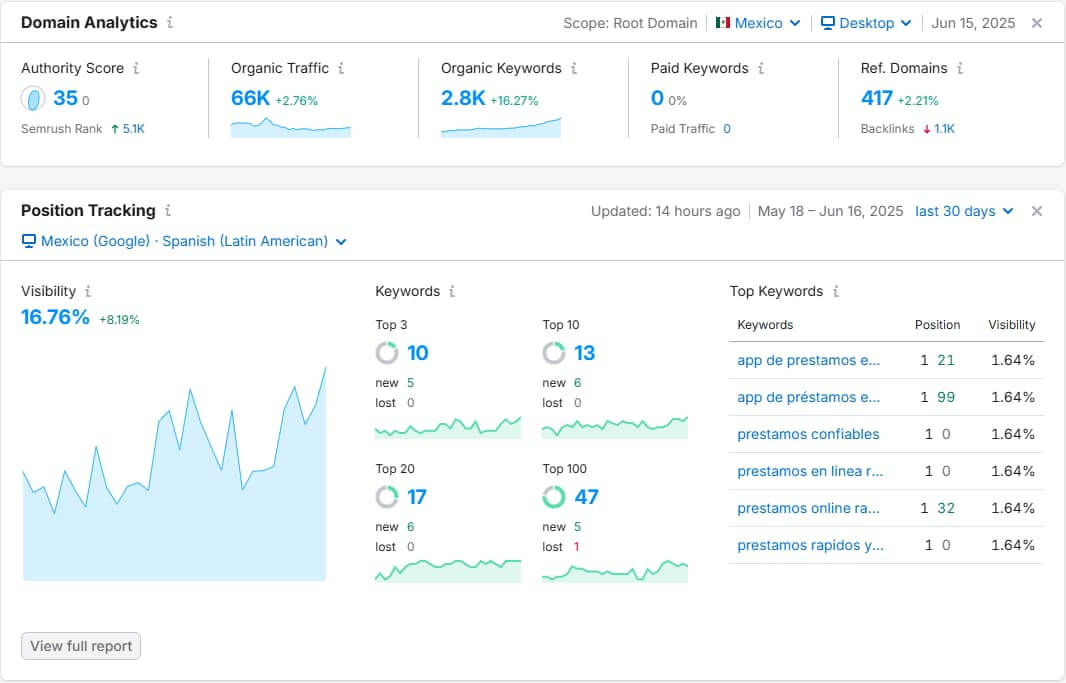 Domain Analytics i Scope: Root Domain Mexico Desktop Jun 15, 2025 ×
Authority Score i
35 0
Semrush Rank ↑ 5.1K
Organic Traffic i
66K +2.76%
Organic Keywords i
2.8K +16.27%
Paid Keywords i
0 0%
Paid Traffic 0
Ref. Domains i
417 +2.21%
Backlinks ↓ 1.1K
Position Tracking i Updated: 14 hours ago May 18 – Jun 16, 2025 last 30 days ×
Mexico (Google) · Spanish (Latin American)
Visibility i
16.76% +8.19%
Keywords i
Top 3
10
new 5
lost 0
Top 10
13
new 6
lost 0
Top 20
17
new 6
lost 0
Top 100
47
new 5
lost 1
Top Keywords i
Keywords Position Visibility
app de prestamos e... 1 21 1.64%
app de préstamos e... 1 99 1.64%
prestamos confiables 1 0 1.64%
prestamos en linea r... 1 0 1.64%
prestamos online ra... 1 32 1.64%
prestamos rapidos y... 1 0 1.64%
View full report